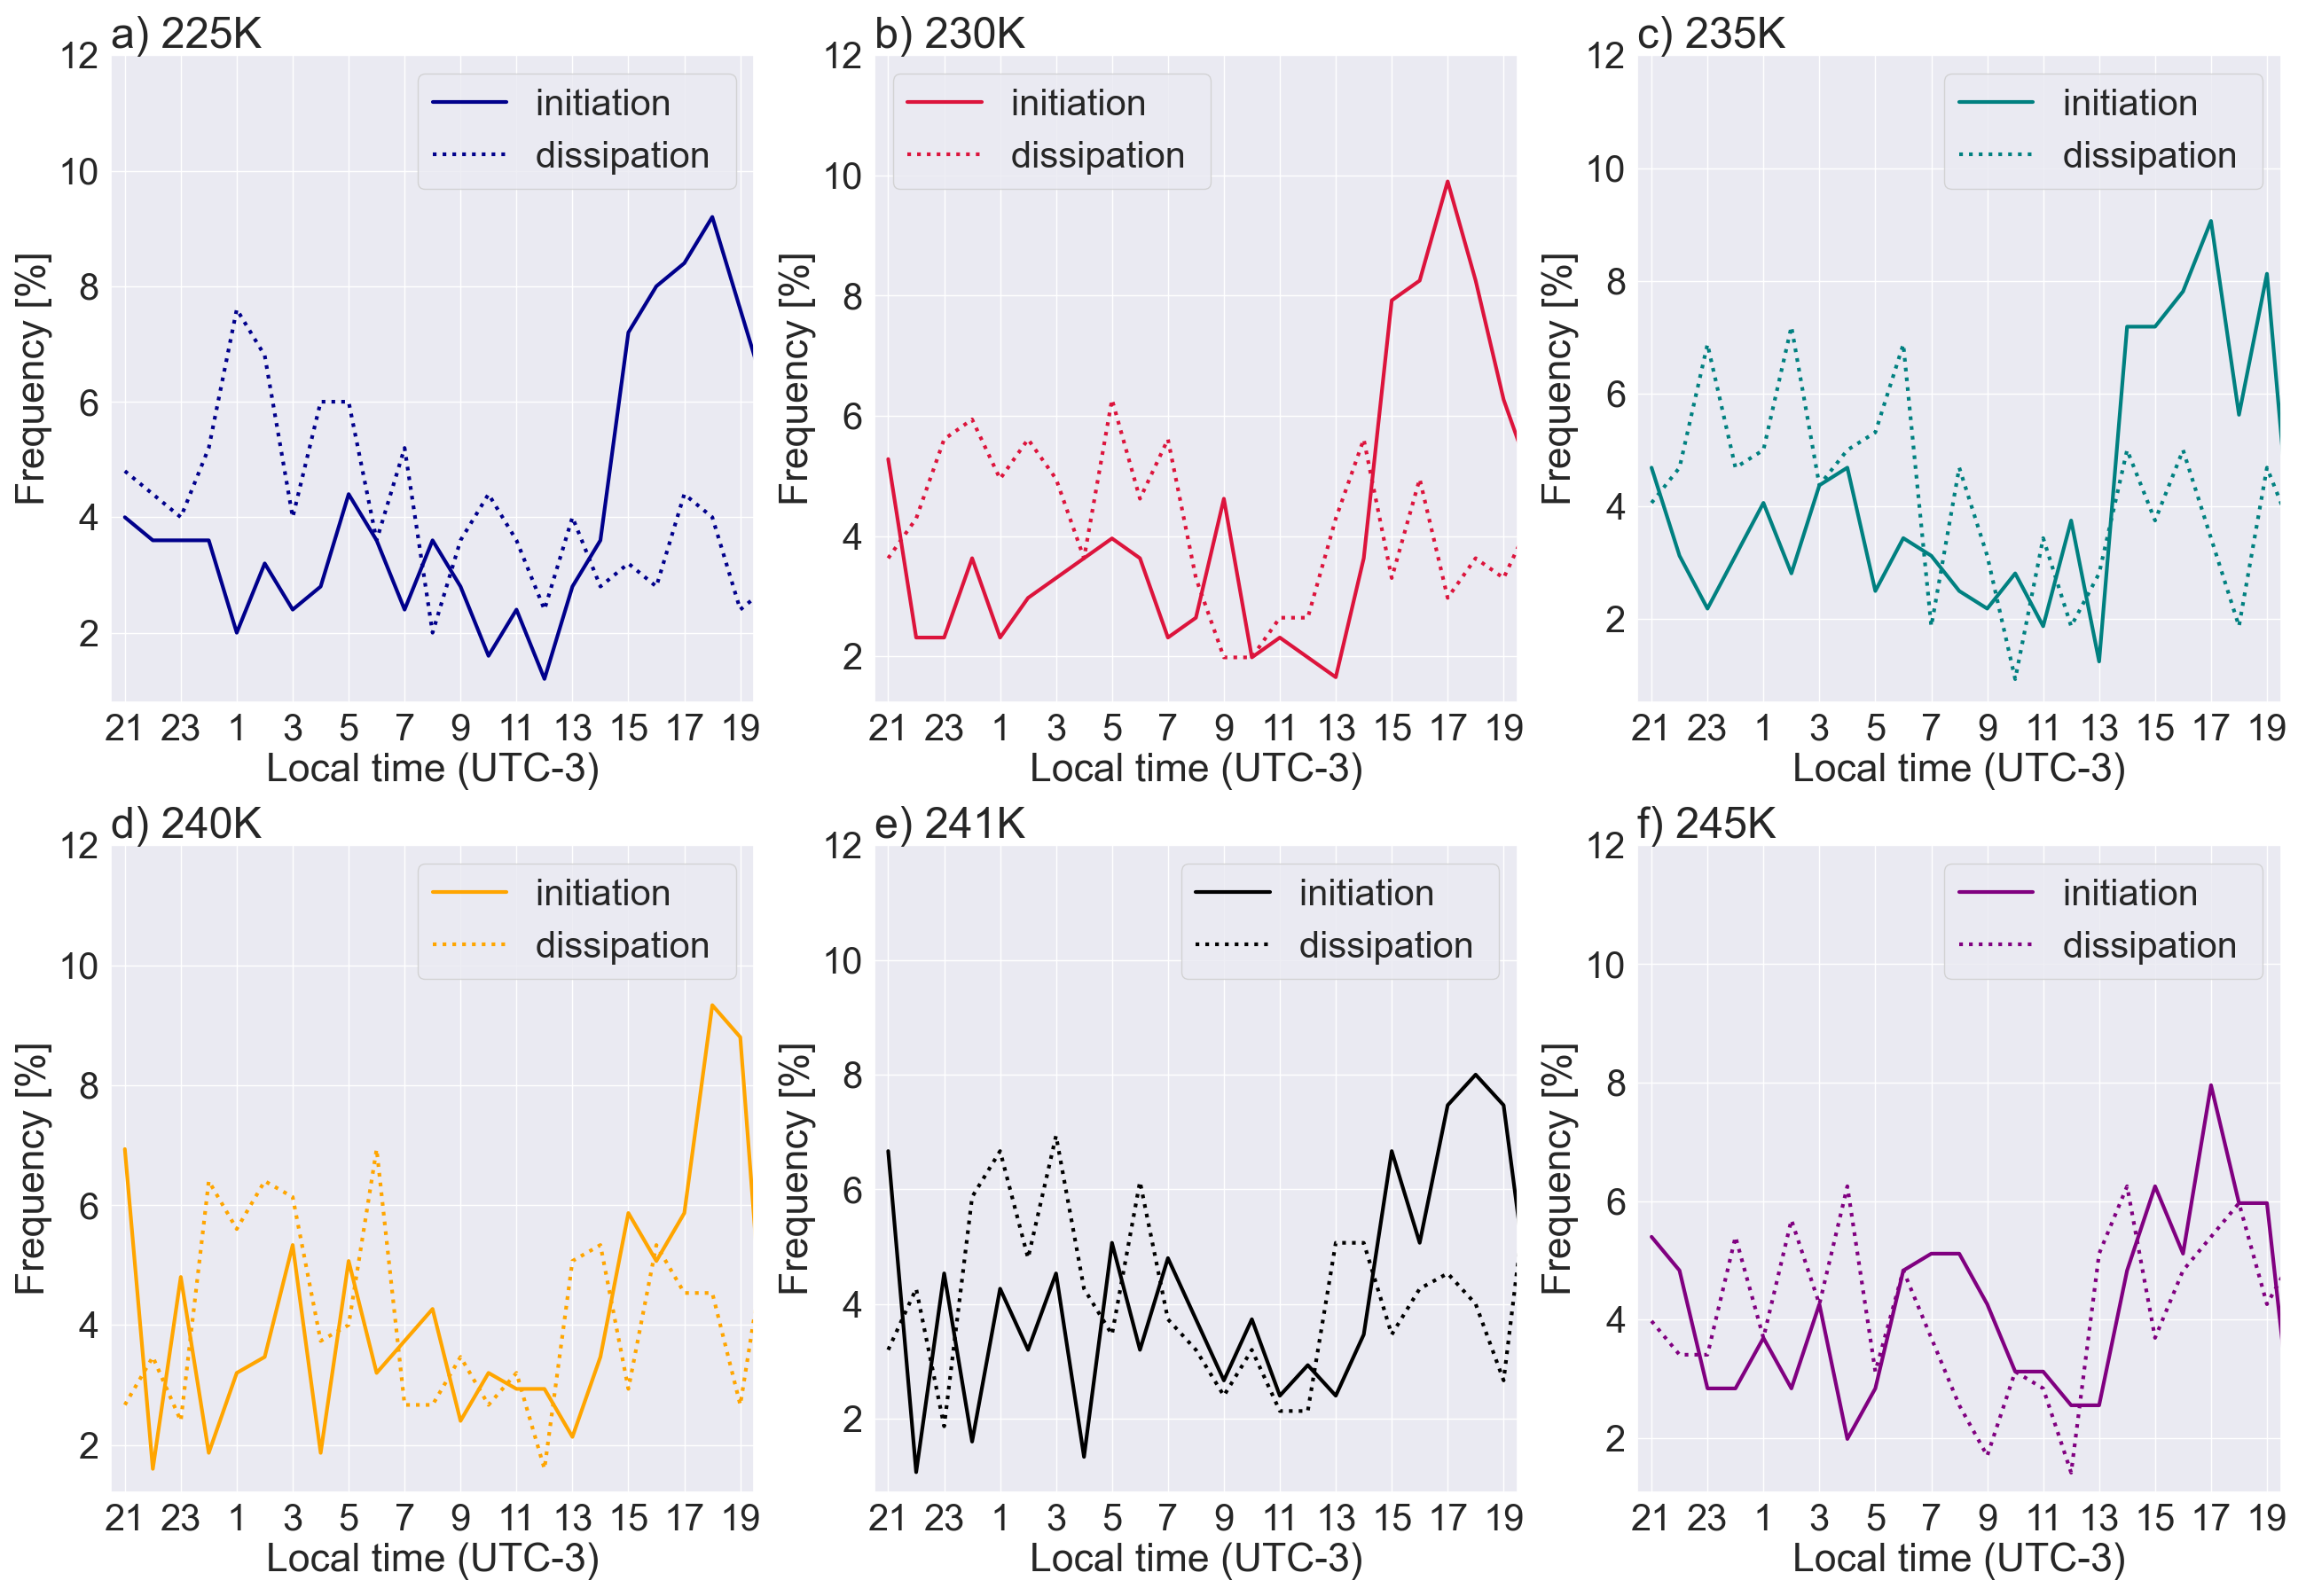 a) 225K
12
10
8
6
4
2
Frequency [%]
initiation
dissipation
21 23 1 3 5 7 9 11 13 15 17 19
Local time (UTC-3)
b) 230K
12
10
8
6
4
2
Frequency [%]
initiation
dissipation
21 23 1 3 5 7 9 11 13 15 17 19
Local time (UTC-3)
c) 235K
12
10
8
6
4
2
Frequency [%]
initiation
dissipation
21 23 1 3 5 7 9 11 13 15 17 19
Local time (UTC-3)
d) 240K
12
10
8
6
4
2
Frequency [%]
initiation
dissipation
21 23 1 3 5 7 9 11 13 15 17 19
Local time (UTC-3)
e) 241K
12
10
8
6
4
2
Frequency [%]
initiation
dissipation
21 23 1 3 5 7 9 11 13 15 17 19
Local time (UTC-3)
f) 245K
12
10
8
6
4
2
Frequency [%]
initiation
dissipation
21 23 1 3 5 7 9 11 13 15 17 19
Local time (UTC-3)